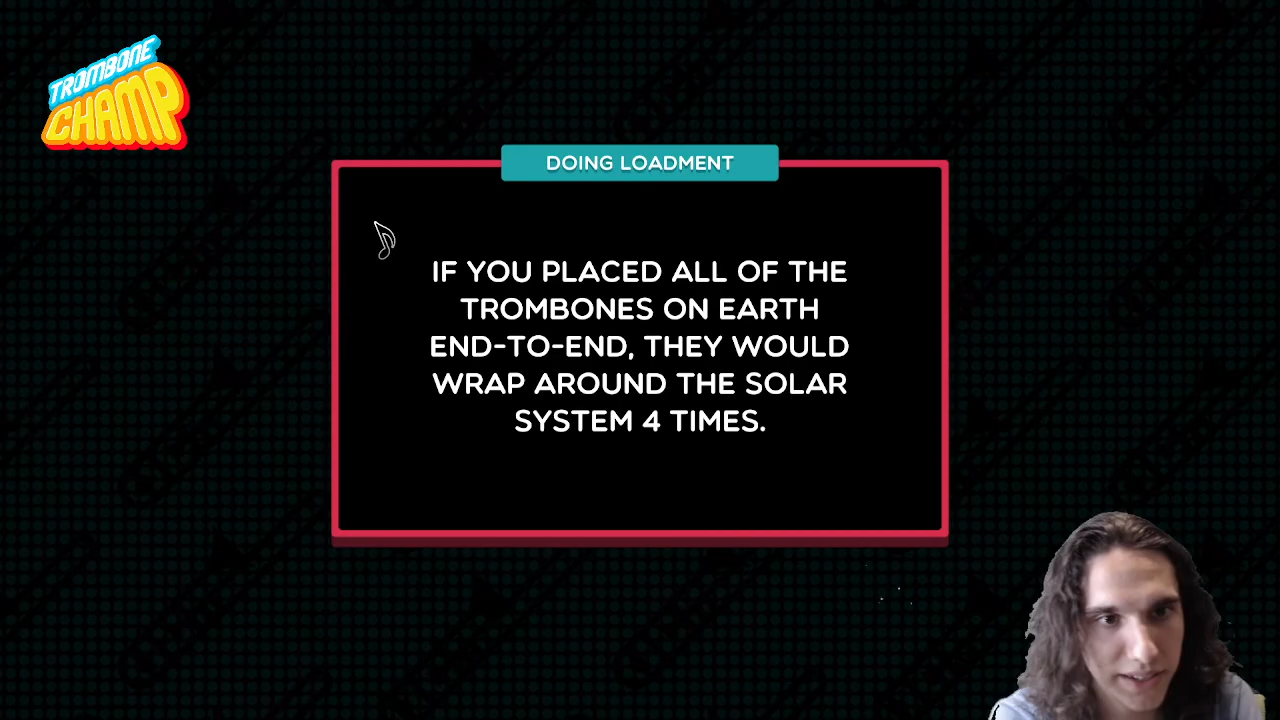 TROMBONE
CHAMP
DOING LOADMENT
IF YOU PLACED ALL OF THE
TROMBONES ON EARTH
END-TO-END, THEY WOULD
WRAP AROUND THE SOLAR
SYSTEM 4 TIMES.